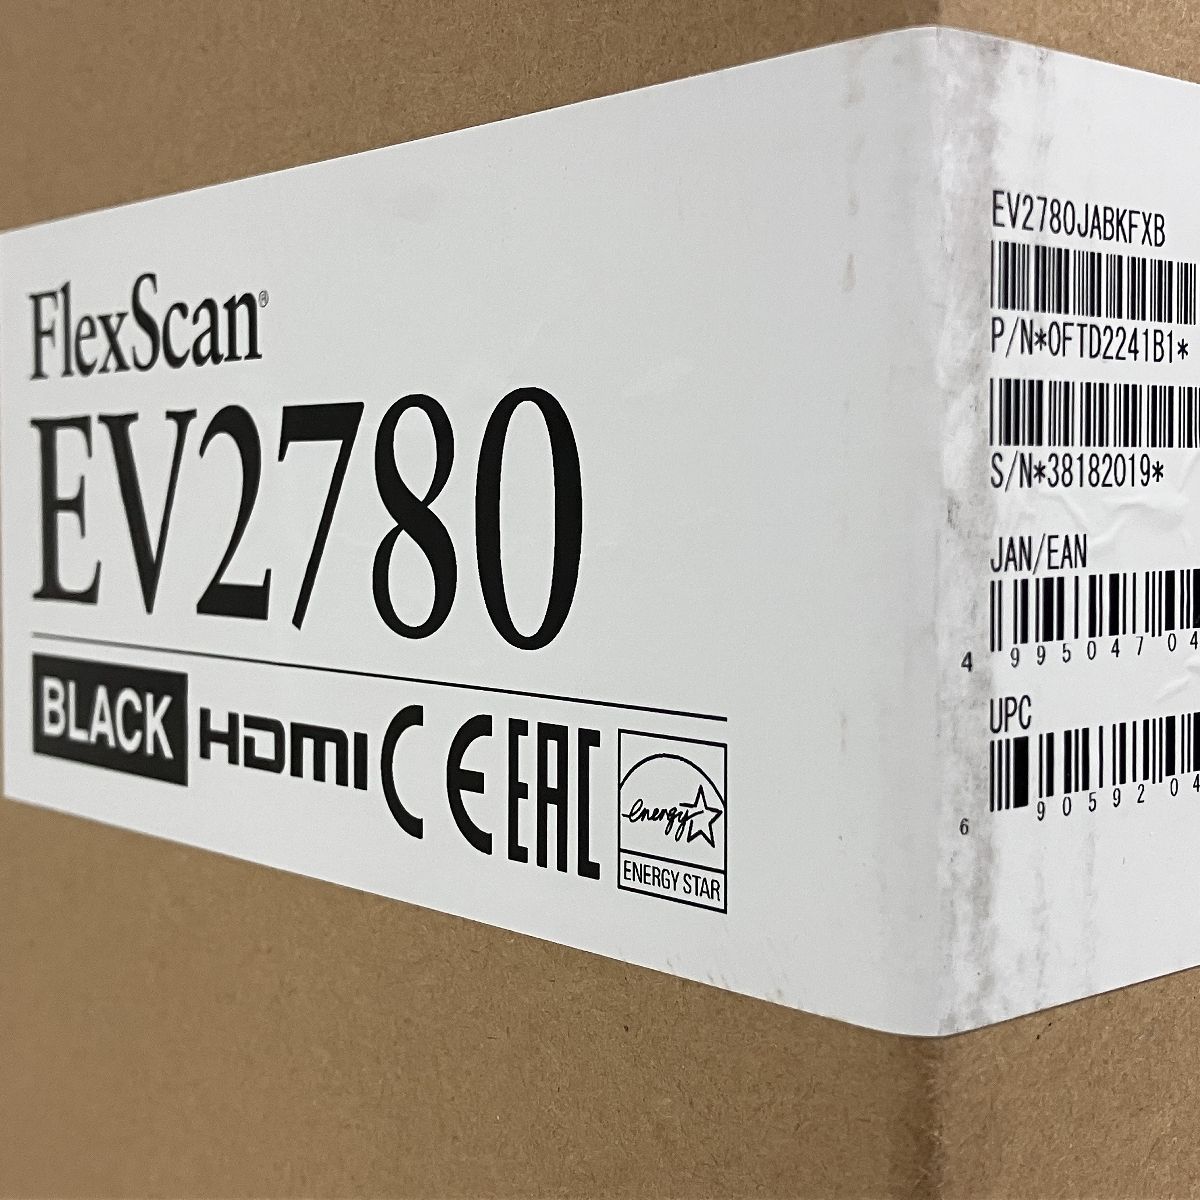 FlexScan®
EV2780
BLACK HDMI CE EAC
energy
ENERGY STAR
EV2780JABKFXB
P/N*0FTD2241B1*
S/N*38182019*
JAN/EAN
4 995047 04
UPC
6 90592 04